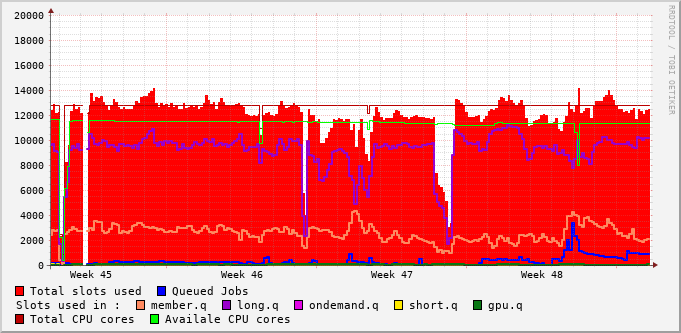 20000
18000
16000
14000
12000
10000
8000
6000
4000
2000
0
Week 45 Week 46 Week 47 Week 48
RRDTOOL / TOBI OETIKER
Total slots used Queued Jobs
Slots used in : member.q long.q ondemand.q short.q gpu.q
Total CPU cores Availale CPU cores